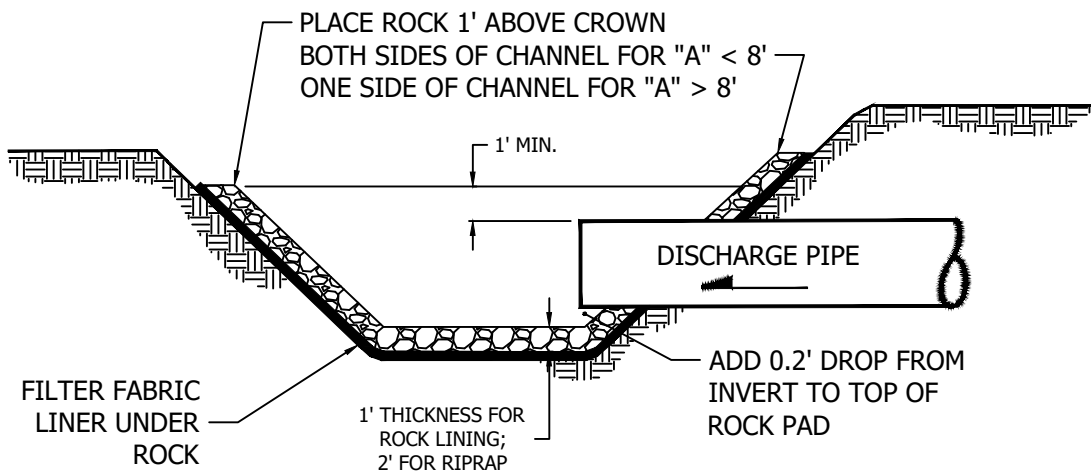 PLACE ROCK 1' ABOVE CROWN
BOTH SIDES OF CHANNEL FOR "A" < 8'
ONE SIDE OF CHANNEL FOR "A" > 8'
1' MIN.
DISCHARGE PIPE
FILTER FABRIC
LINER UNDER
ROCK
1' THICKNESS FOR
ROCK LINING;
2' FOR RIPRAP
ADD 0.2' DROP FROM
INVERT TO TOP OF
ROCK PAD